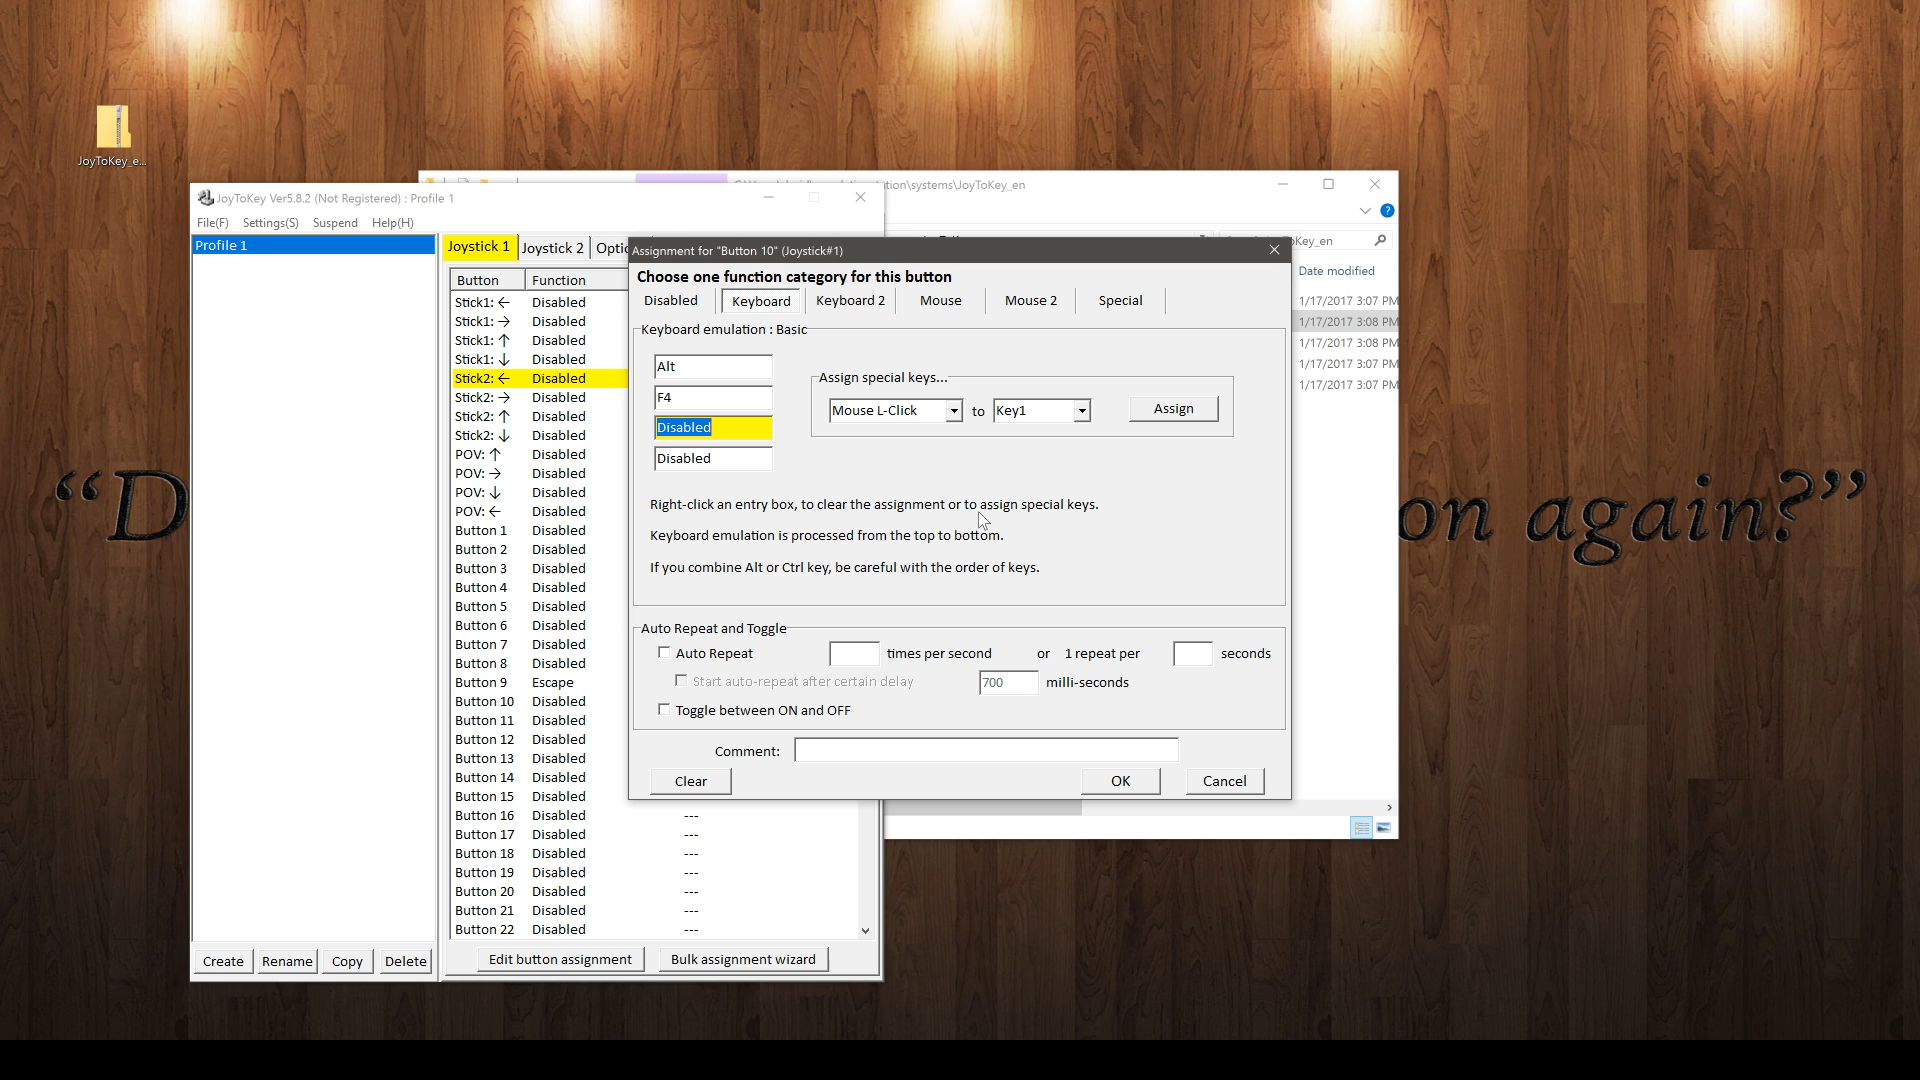 JoyToKey_e...
“D
on again?”
ation\systems\JoyToKey_en
Key_en
Date modified
1/17/2017 3:07 PM
1/17/2017 3:08 PM
1/17/2017 3:08 PM
1/17/2017 3:07 PM
1/17/2017 3:07 PM
JoyToKey Ver5.8.2 (Not Registered) : Profile 1
File(F) Settings(S) Suspend Help(H)
Profile 1
Joystick 1 Joystick 2 Optio
Button Function
Stick1: ← Disabled
Stick1: → Disabled
Stick1: ↑ Disabled
Stick1: ↓ Disabled
Stick2: ← Disabled
Stick2: → Disabled
Stick2: ↑ Disabled
Stick2: ↓ Disabled
POV: ↑ Disabled
POV: → Disabled
POV: ↓ Disabled
POV: ← Disabled
Button 1 Disabled
Button 2 Disabled
Button 3 Disabled
Button 4 Disabled
Button 5 Disabled
Button 6 Disabled
Button 7 Disabled
Button 8 Disabled
Button 9 Escape
Button 10 Disabled
Button 11 Disabled
Button 12 Disabled
Button 13 Disabled
Button 14 Disabled
Button 15 Disabled
Button 16 Disabled ---
Button 17 Disabled ---
Button 18 Disabled ---
Button 19 Disabled ---
Button 20 Disabled ---
Button 21 Disabled ---
Button 22 Disabled ---
Create Rename Copy Delete
Edit button assignment Bulk assignment wizard
Assignment for "Button 10" (Joystick#1)
Choose one function category for this button
Disabled Keyboard Keyboard 2 Mouse Mouse 2 Special
Keyboard emulation : Basic
Alt
F4
Disabled
Disabled
Assign special keys...
Mouse L-Click to Key1 Assign
Right-click an entry box, to clear the assignment or to assign special keys.
Keyboard emulation is processed from the top to bottom.
If you combine Alt or Ctrl key, be careful with the order of keys.
Auto Repeat and Toggle
Auto Repeat times per second or 1 repeat per seconds
Start auto-repeat after certain delay 700 milli-seconds
Toggle between ON and OFF
Comment:
Clear OK Cancel